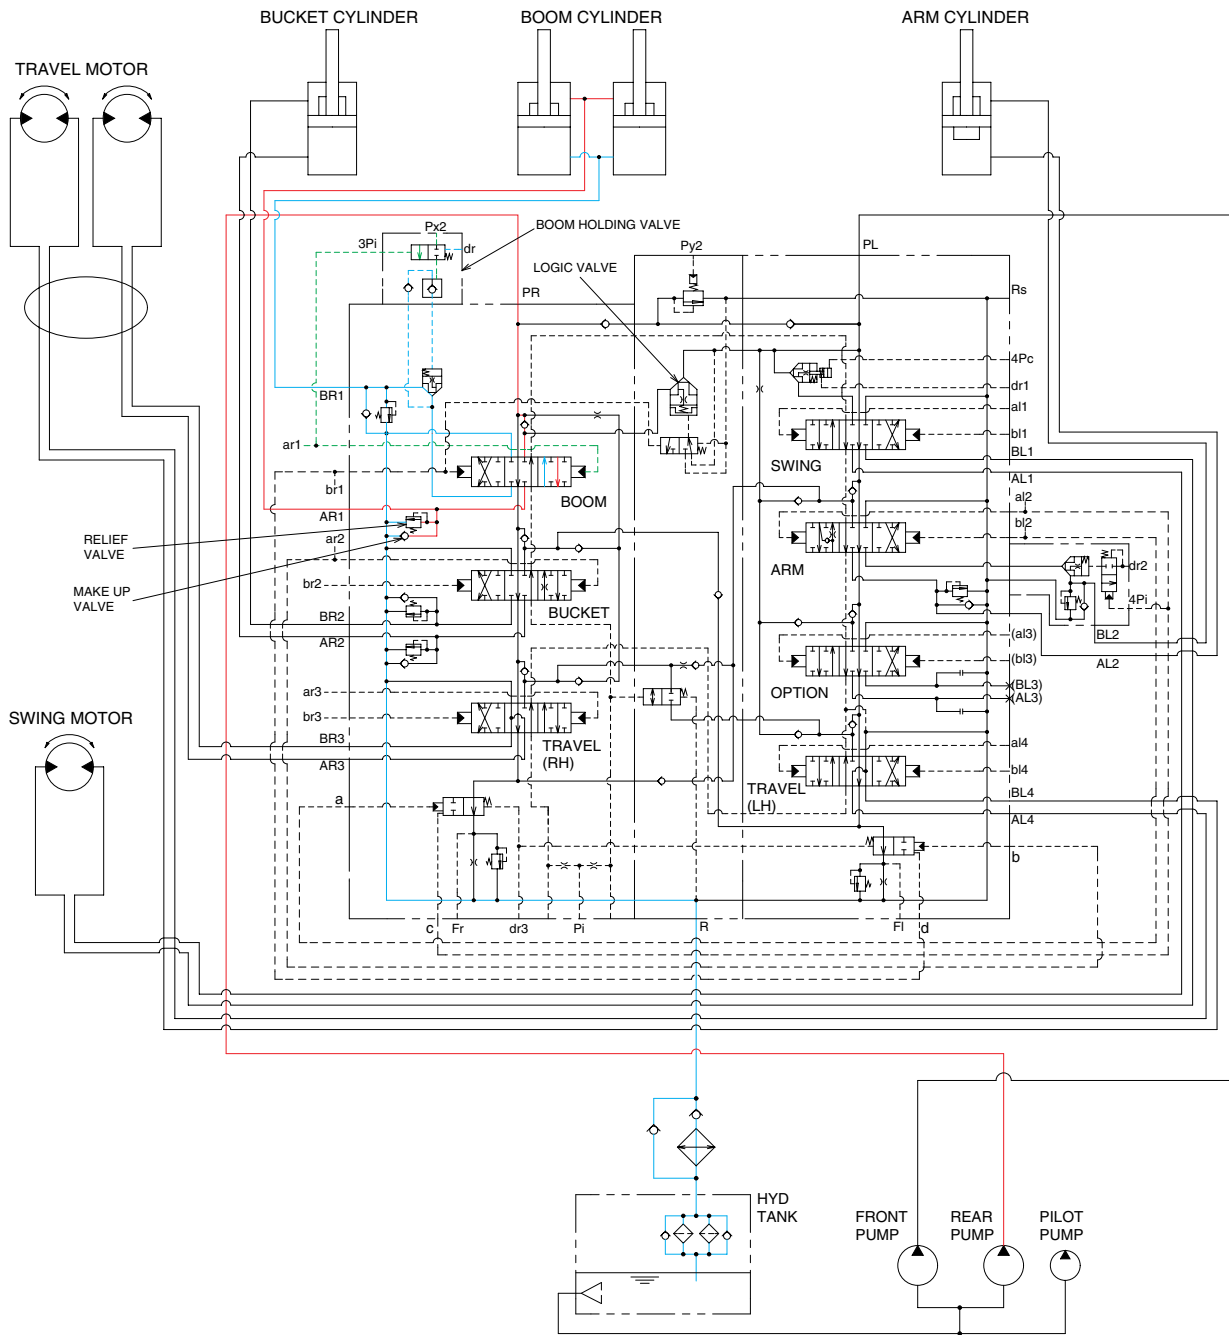 BUCKET CYLINDER
BOOM CYLINDER
ARM CYLINDER
TRAVEL MOTOR
BOOM HOLDING VALVE
Px2
3Pi
dr
Py2
PL
LOGIC VALVE
PR
Rs
4Pc
dr1
BR1
al1
bl1
ar1
SWING
BL1
br1
BOOM
AL1
al2
AR1
bl2
RELIEF
VALVE
ar2
ARM
dr2
MAKE UP
VALVE
br2
BUCKET
4Pi
BR2
(al3)
BL2
AR2
(bl3)
AL2
ar3
OPTION
(BL3)
(AL3)
SWING MOTOR
br3
BR3
TRAVEL
(RH)
al4
AR3
bl4
TRAVEL
(LH)
BL4
a
AL4
b
c
Fr
dr3
Pi
R
Fl
d
HYD
TANK
FRONT
PUMP
REAR
PUMP
PILOT
PUMP